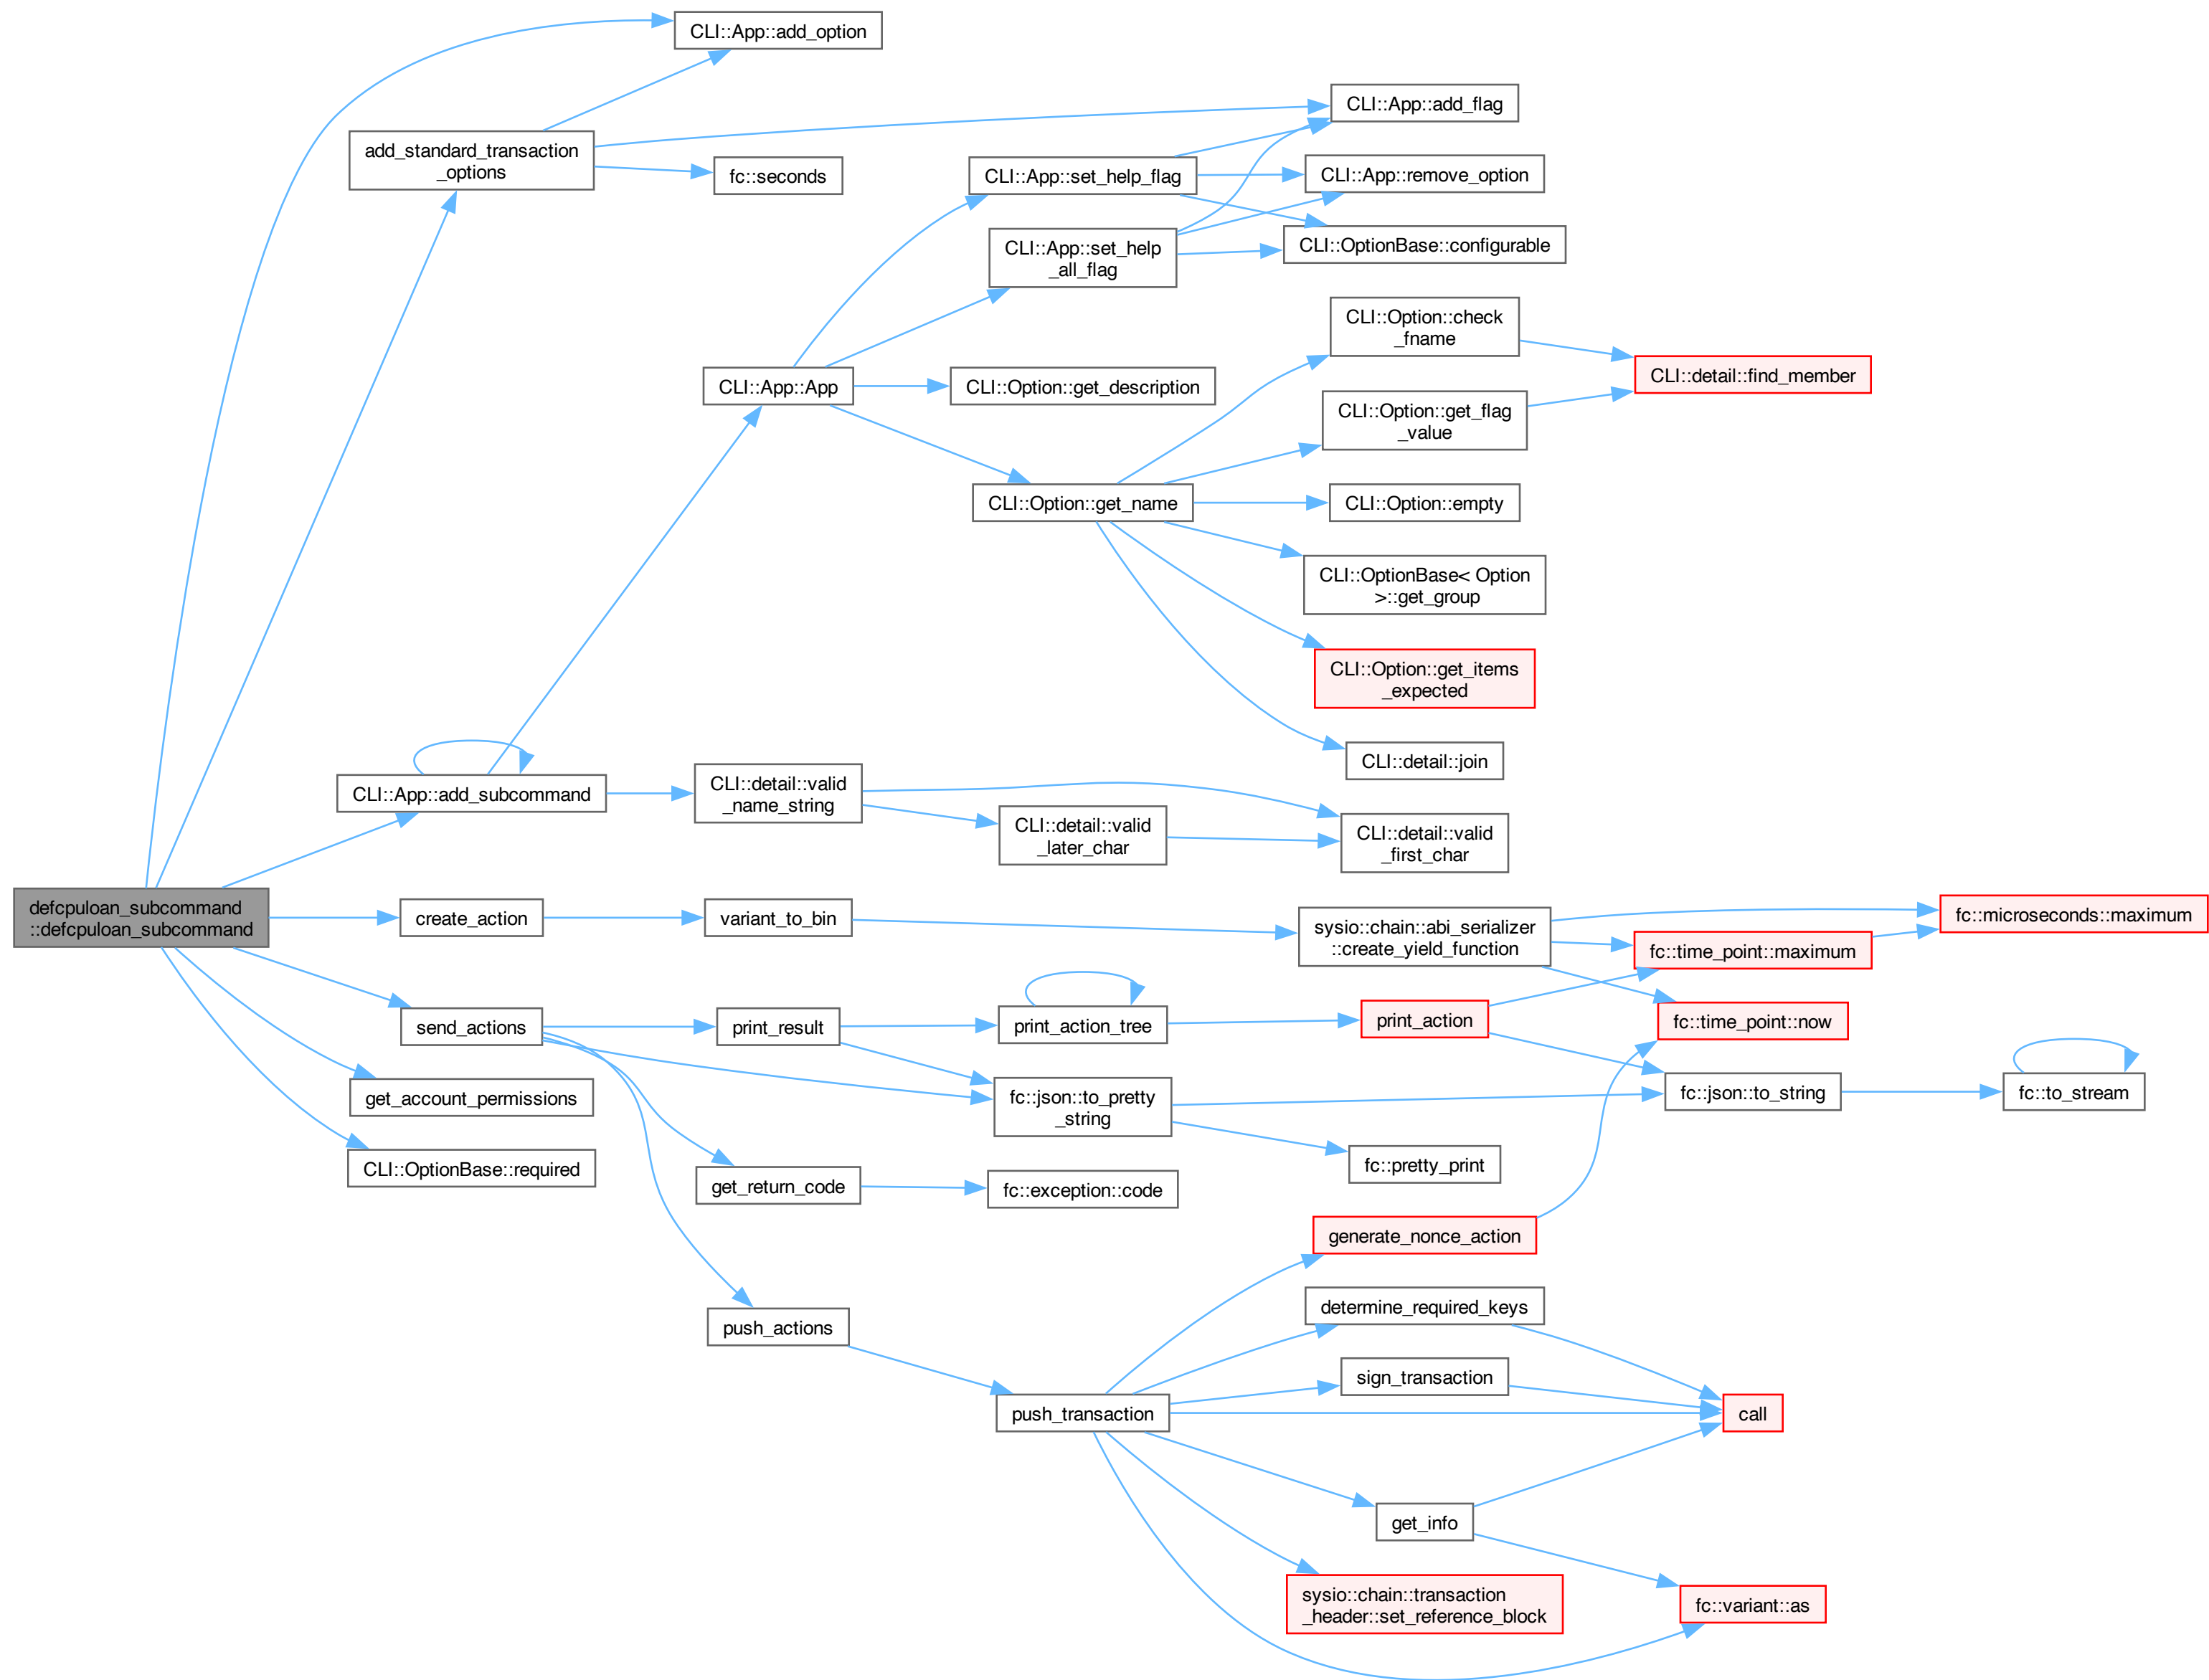 CLI::App::add_option
CLI::App::add_flag
add_standard_transaction
_options
fc::seconds
CLI::App::set_help_flag
CLI::App::remove_option
CLI::App::set_help
_all_flag
CLI::OptionBase::configurable
CLI::Option::check
_fname
CLI::App::App
CLI::Option::get_description
CLI::detail::find_member
CLI::Option::get_flag
_value
CLI::Option::get_name
CLI::Option::empty
CLI::OptionBase< Option
>::get_group
CLI::Option::get_items
_expected
CLI::detail::join
CLI::App::add_subcommand
CLI::detail::valid
_name_string
CLI::detail::valid
_later_char
CLI::detail::valid
_first_char
defcpuloan_subcommand
::defcpuloan_subcommand
create_action
variant_to_bin
sysio::chain::abi_serializer
::create_yield_function
fc::microseconds::maximum
fc::time_point::maximum
send_actions
print_result
print_action_tree
print_action
fc::time_point::now
get_account_permissions
fc::json::to_pretty
_string
fc::json::to_string
fc::to_stream
CLI::OptionBase::required
get_return_code
fc::exception::code
fc::pretty_print
generate_nonce_action
push_actions
determine_required_keys
sign_transaction
push_transaction
call
get_info
sysio::chain::transaction
_header::set_reference_block
fc::variant::as